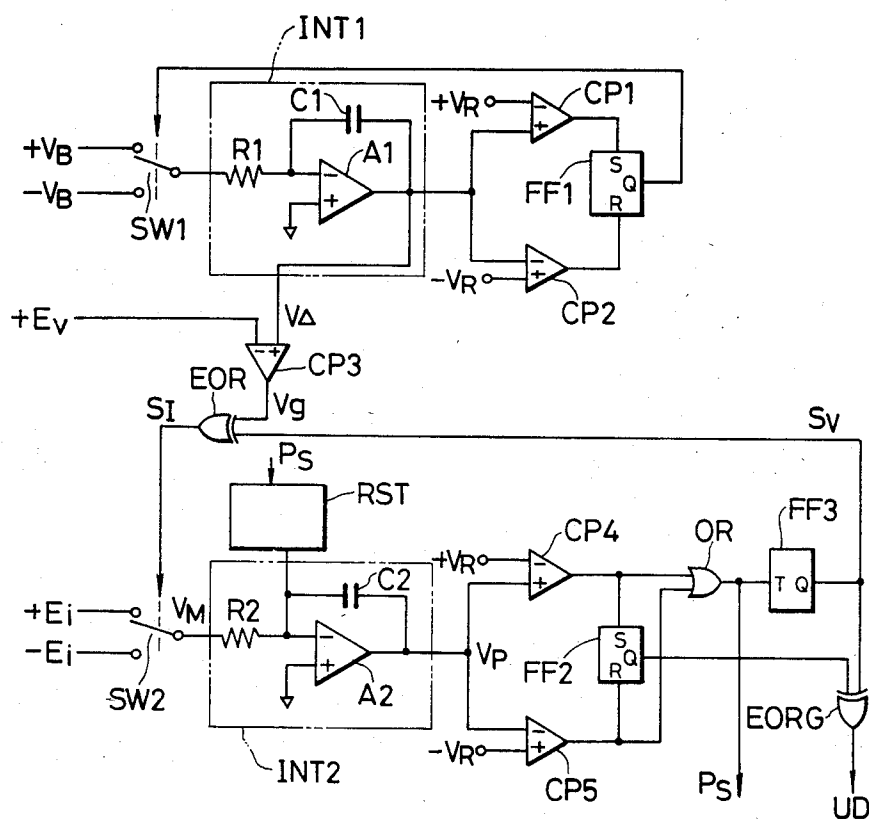 INT1
C1
+VR
CP1
+VB
R1
A1
FF1
S
Q
R
-VB
SW1
-VR
CP2
+Ev
VΔ
CP3
EOR
Vg
SI
Sv
PS
RST
CP4
OR
FF3
+VR
C2
T Q
+Ei
VM
R2
S
Q
R
-Ei
VP
FF2
A2
SW2
EORG
-VR
INT2
CP5
PS
UD